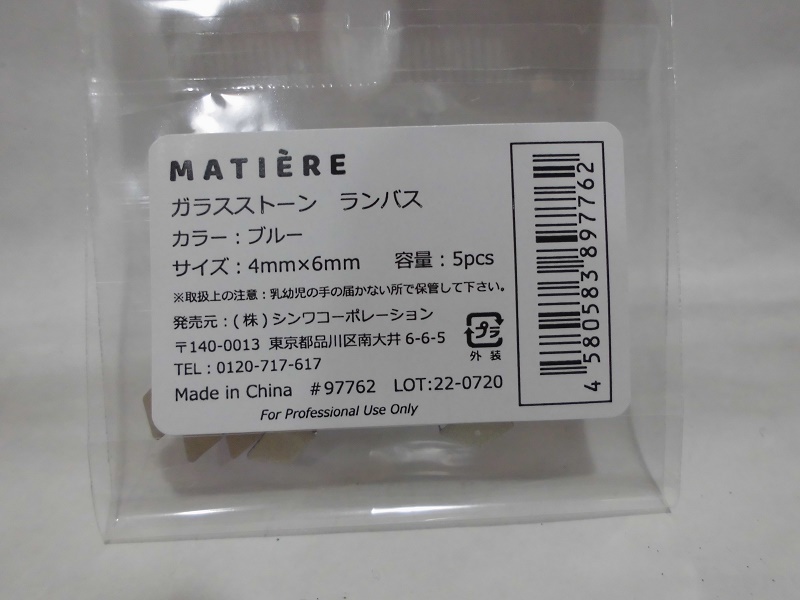 MATIÈRE
ガラスストーン ランバス
カラー：ブルー
サイズ：4mm×6mm 容量：5pcs
※取扱上の注意：乳幼児の手の届かない所で保管して下さい。
発売元：(株)シンワコーポレーション
〒140-0013 東京都品川区南大井 6-6-5
TEL：0120-717-617
プラ
外装
Made in China #97762 LOT:22-0720
For Professional Use Only
4 580583 897762